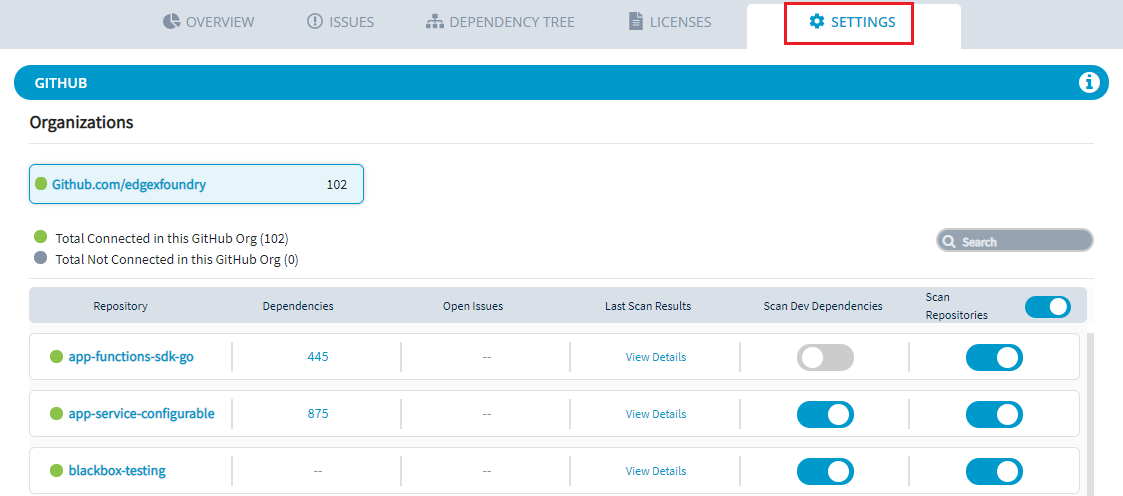 OVERVIEW ISSUES DEPENDENCY TREE LICENSES SETTINGS
GITHUB
Organizations
Github.com/edgexfoundry 102
Total Connected in this GitHub Org (102)
Search
Total Not Connected in this GitHub Org (0)
Repository Dependencies Open Issues Last Scan Results Scan Dev Dependencies Scan Repositories
app-functions-sdk-go 445 -- View Details
app-service-configurable 875 -- View Details
blackbox-testing -- -- View Details